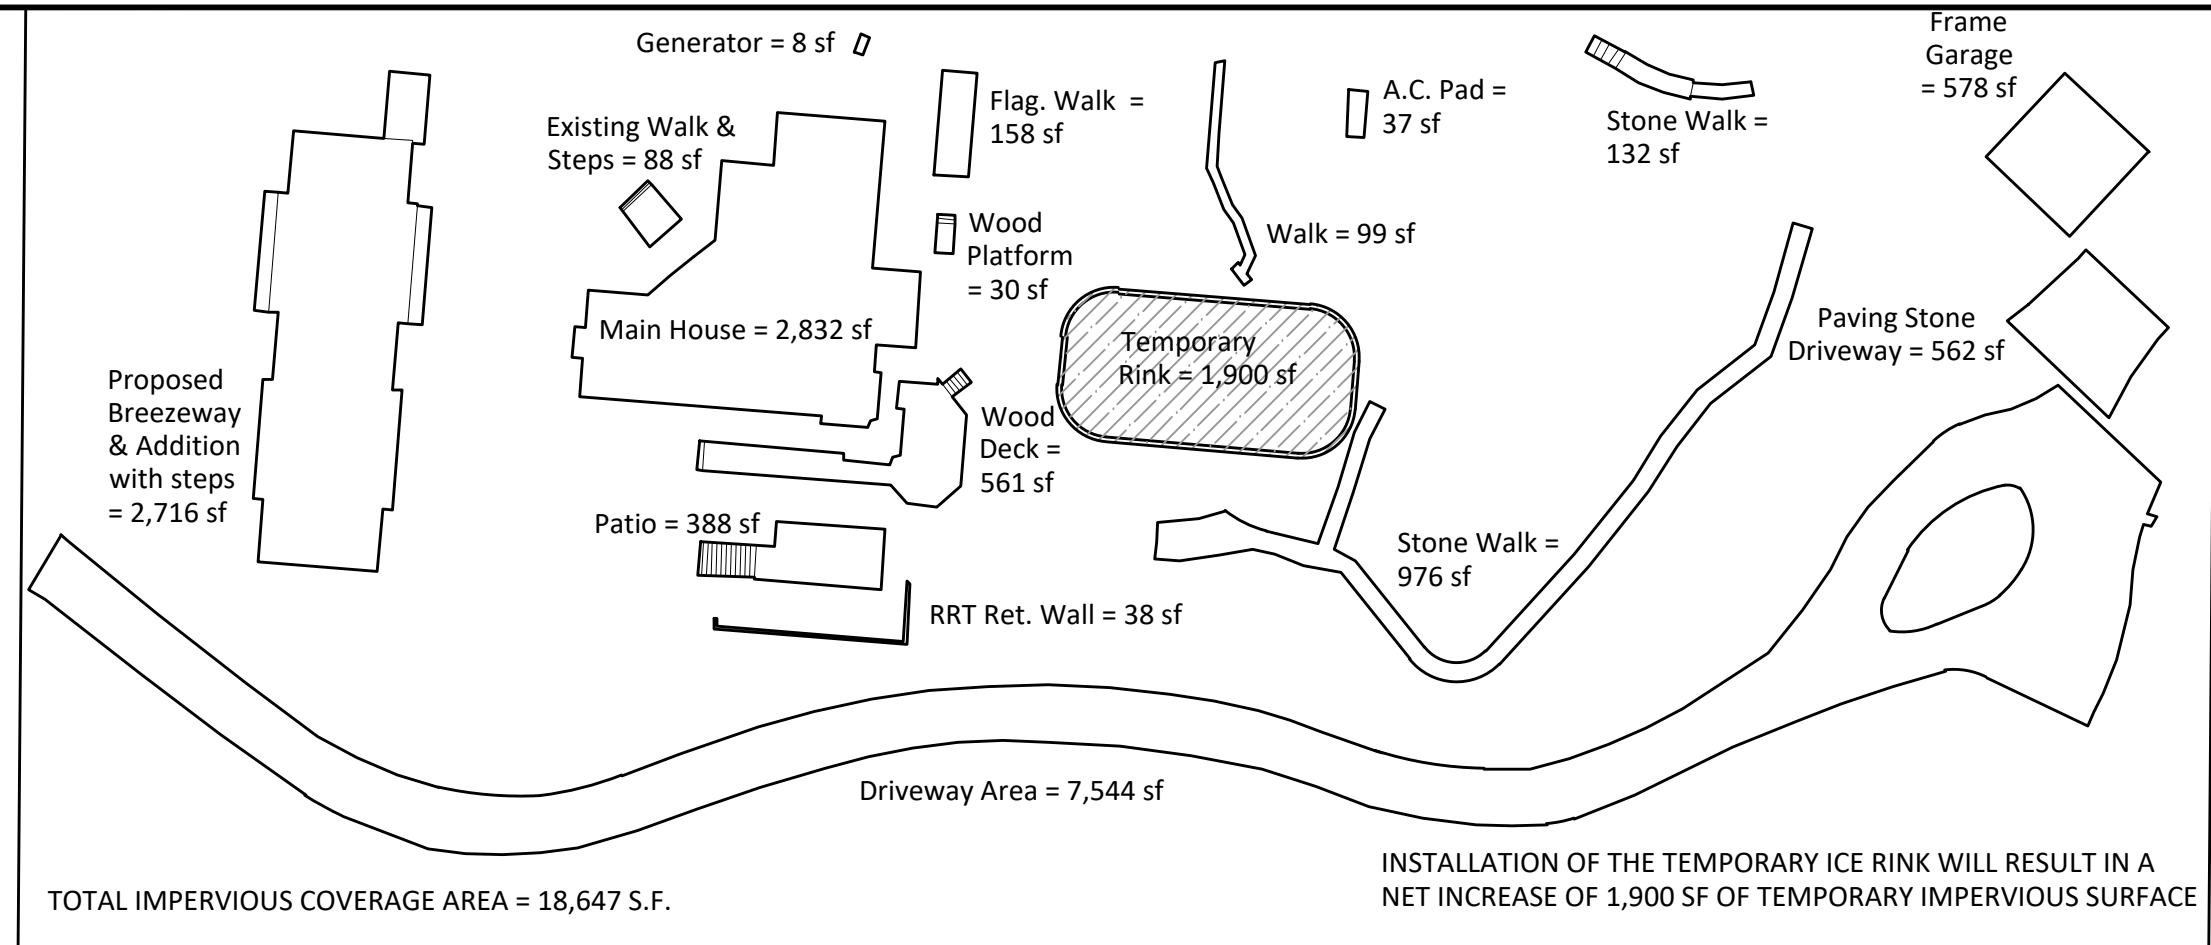 Generator = 8 sf
Existing Walk &
Steps = 88 sf
Flag. Walk =
158 sf
Wood
Platform
= 30 sf
Main House = 2,832 sf
A.C. Pad =
37 sf
Stone Walk =
132 sf
Frame
Garage
= 578 sf
Walk = 99 sf
Temporary
Rink = 1,900 sf
Paving Stone
Driveway = 562 sf
Proposed
Breezeway
& Addition
with steps
= 2,716 sf
Wood
Deck =
561 sf
Patio = 388 sf
RRT Ret. Wall = 38 sf
Stone Walk =
976 sf
Driveway Area = 7,544 sf
TOTAL IMPERVIOUS COVERAGE AREA = 18,647 S.F.
INSTALLATION OF THE TEMPORARY ICE RINK WILL RESULT IN A
NET INCREASE OF 1,900 SF OF TEMPORARY IMPERVIOUS SURFACE